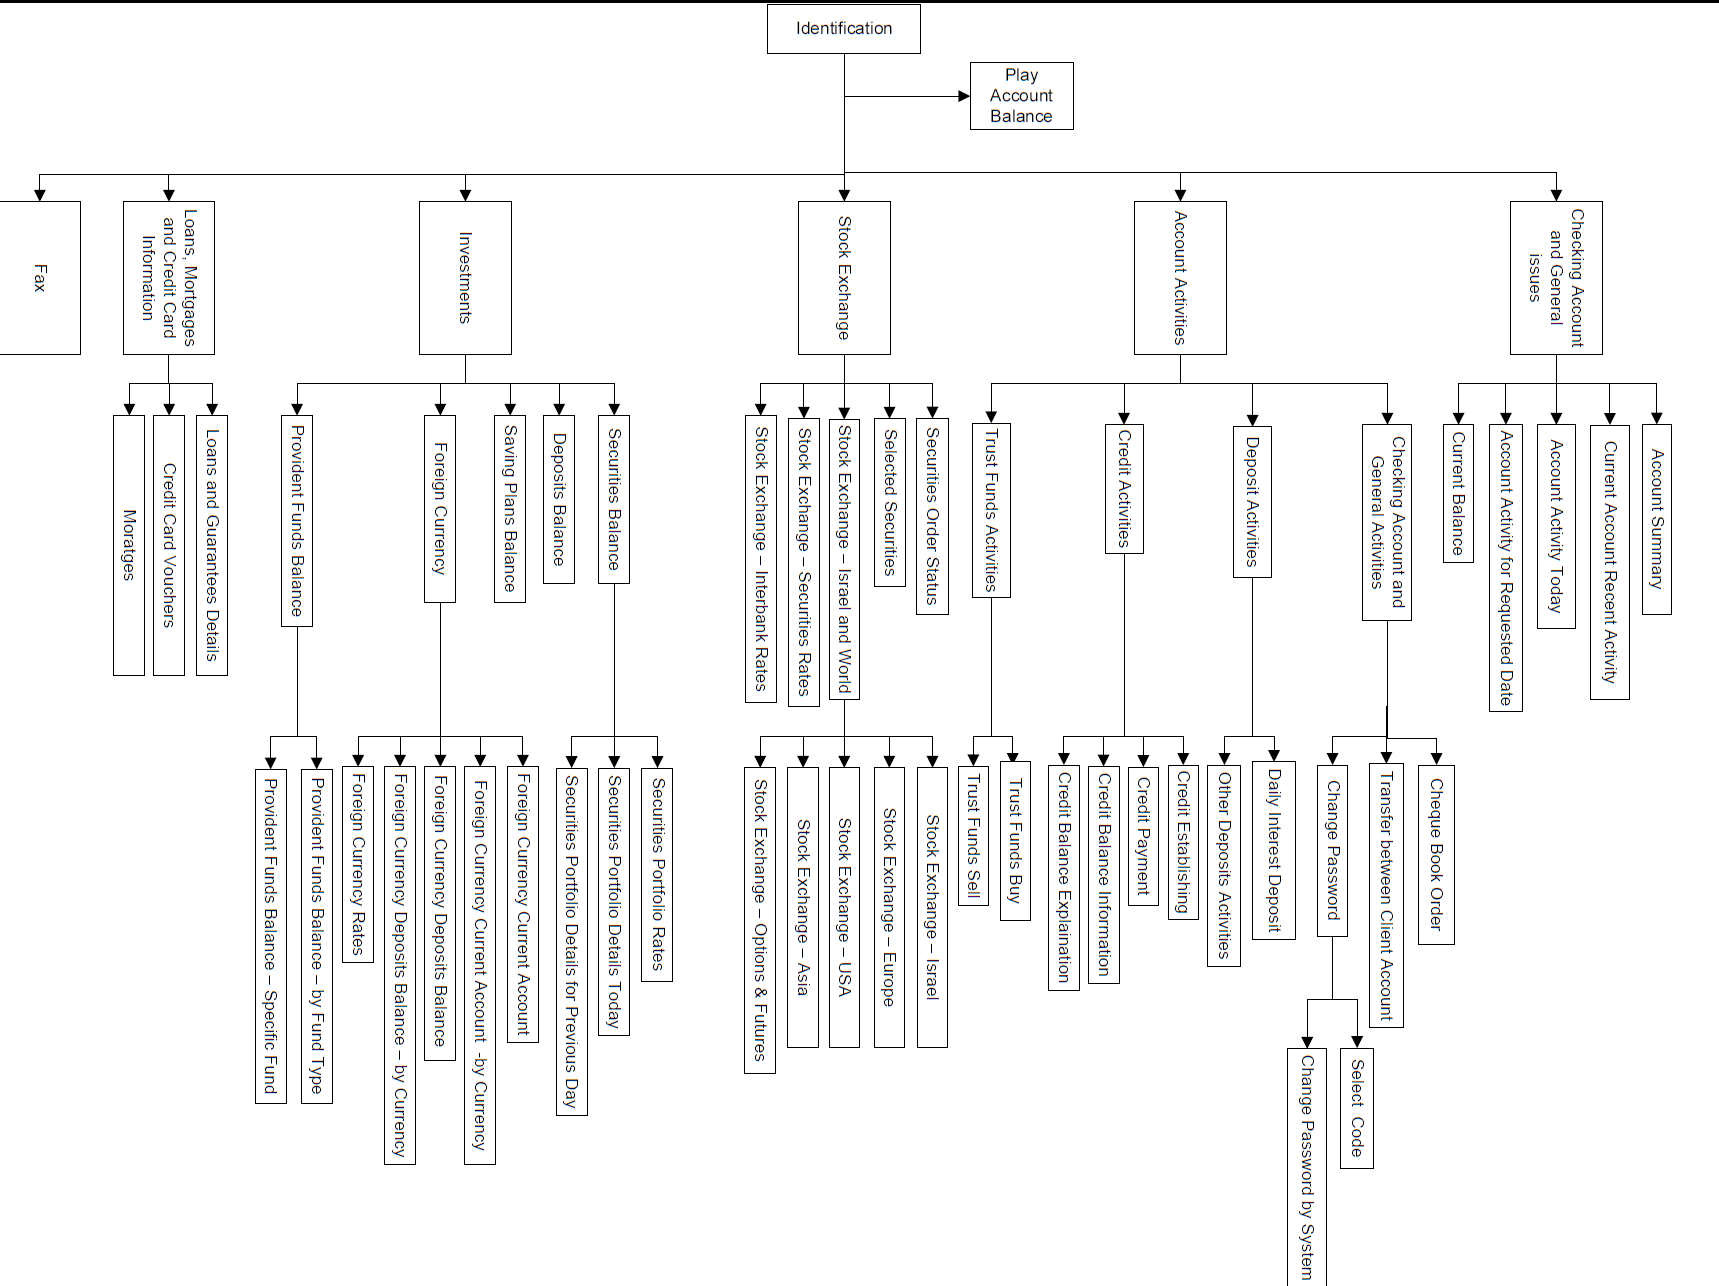 Identification
Play
Account
Balance
Fax
Loans, Mortgages
and Credit Card
Information
Investments
Stock Exchange
Account Activities
Checking Account
and General
issues
Moratges
Credit Card Vouchers
Loans and Guarantees Details
Provident Funds Balance
Foreign Currency
Saving Plans Balance
Deposits Balance
Securities Balance
Stock Exchange – Interbank Rates
Stock Exchange – Securities Rates
Stock Exchange – Israel and World
Selected Securities
Securities Order Status
Trust Funds Activities
Credit Activities
Deposit Activities
Checking Account and
General Activities
Current Balance
Account Activity for Requested Date
Account Activity Today
Current Account Recent Activity
Account Summary
Provident Funds Balance – Specific Fund
Provident Funds Balance – by Fund Type
Foreign Currency Rates
Foreign Currency Deposits Balance – by Currency
Foreign Currency Deposits Balance
Foreign Currency Current Account -by Currency
Foreign Currency Current Account
Securities Portfolio Details for Previous Day
Securities Portfolio Details Today
Securities Portfolio Rates
Stock Exchange – Options & Futures
Stock Exchange – Asia
Stock Exchange – USA
Stock Exchange – Europe
Stock Exchange – Israel
Trust Funds Sell
Trust Funds Buy
Credit Balance Explaination
Credit Balance Information
Credit Payment
Credit Establishing
Other Deposits Activities
Daily Interest Deposit
Change Password
Transfer between Client Account
Cheque Book Order
Change Password by System
Select Code